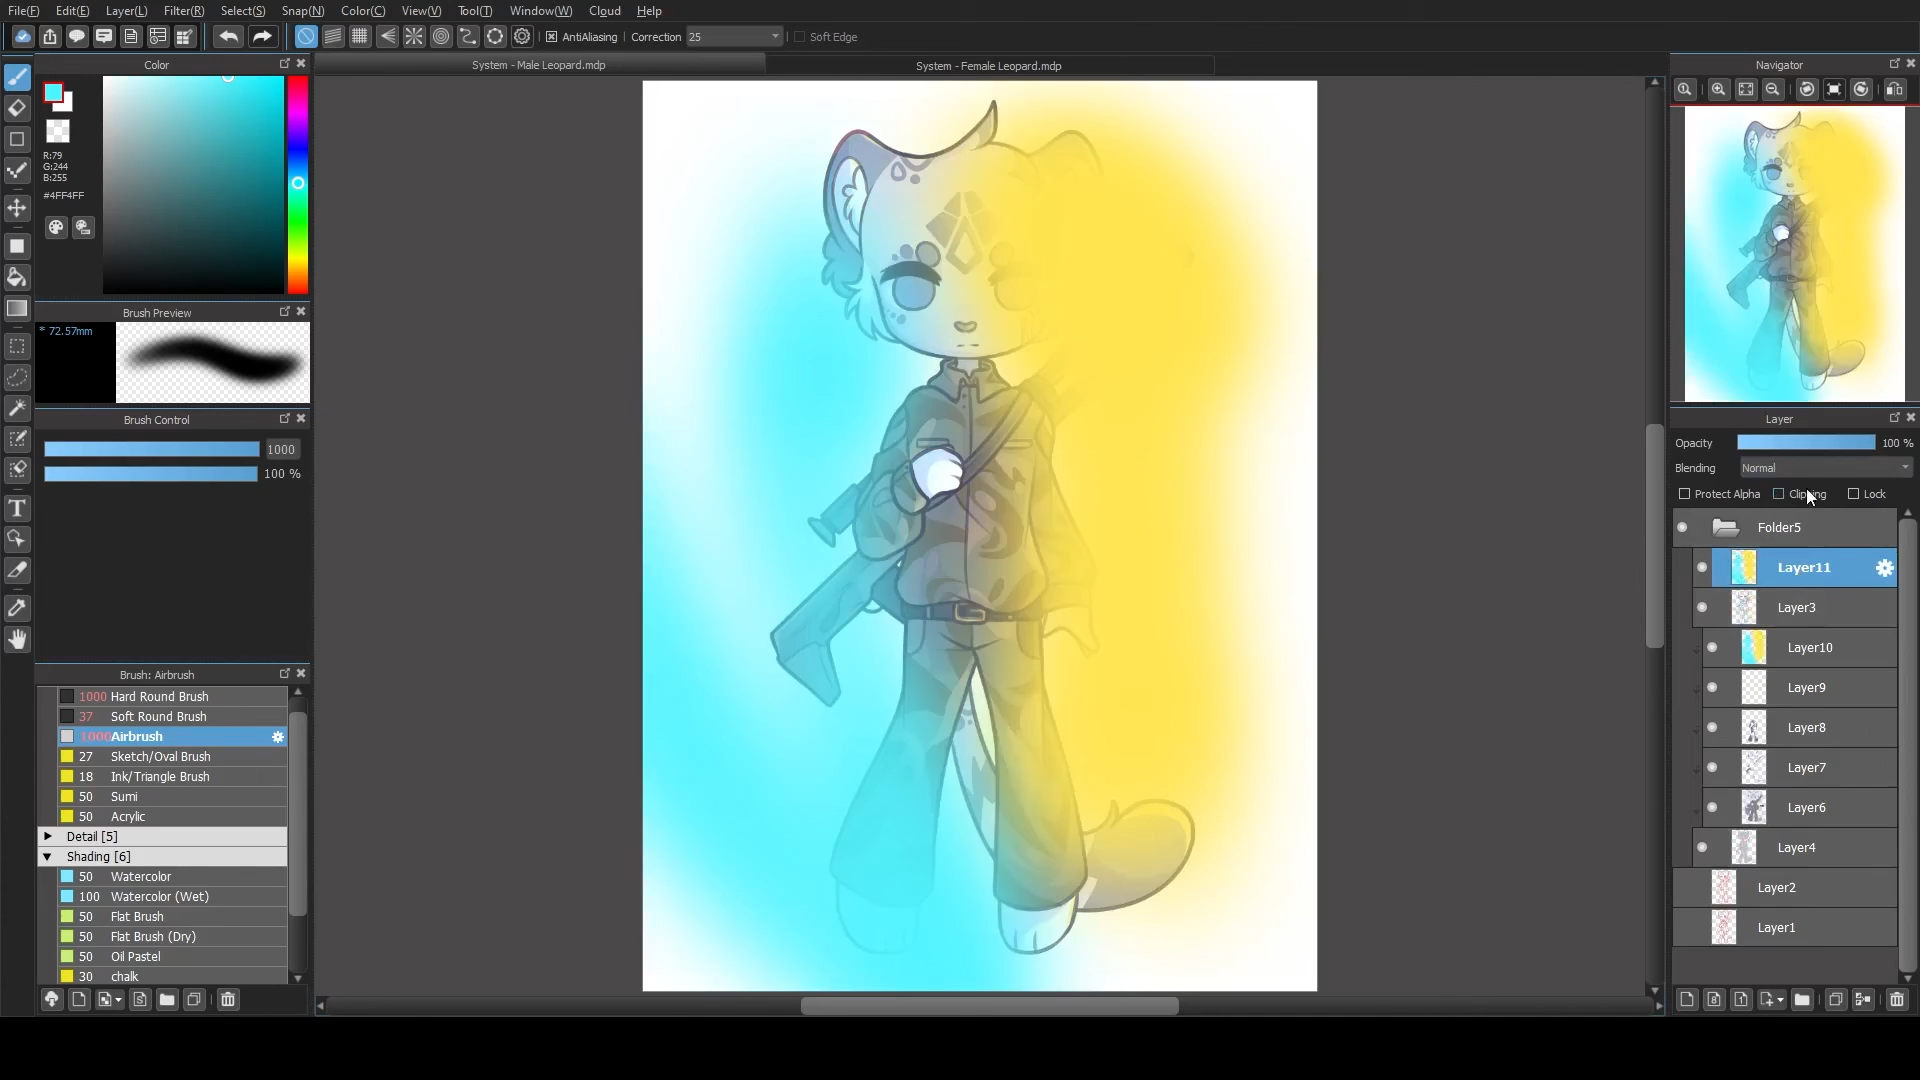 File(F) Edit(E) Layer(L) Filter(R) Select(S) Snap(N) Color(C) View(V) Tool(T) Window(W) Cloud Help
AntiAliasing Correction 25 Soft Edge
Color
System - Male Leopard.mdp
System - Female Leopard.mdp
Navigator
R:79
G:244
B:255
#4FF4FF
Brush Preview
* 72.57mm
Brush Control
1000
100 %
Layer
Opacity 100 %
Blending Normal
Protect Alpha Clipping Lock
Folder5
Layer11
Layer3
Layer10
Layer9
Layer8
Layer7
Layer6
Layer4
Layer2
Layer1
Brush: Airbrush
1000 Hard Round Brush
37 Soft Round Brush
1000 Airbrush
27 Sketch/Oval Brush
18 Ink/Triangle Brush
50 Sumi
50 Acrylic
Detail [5]
Shading [6]
50 Watercolor
100 Watercolor (Wet)
50 Flat Brush
50 Flat Brush (Dry)
50 Oil Pastel
30 chalk